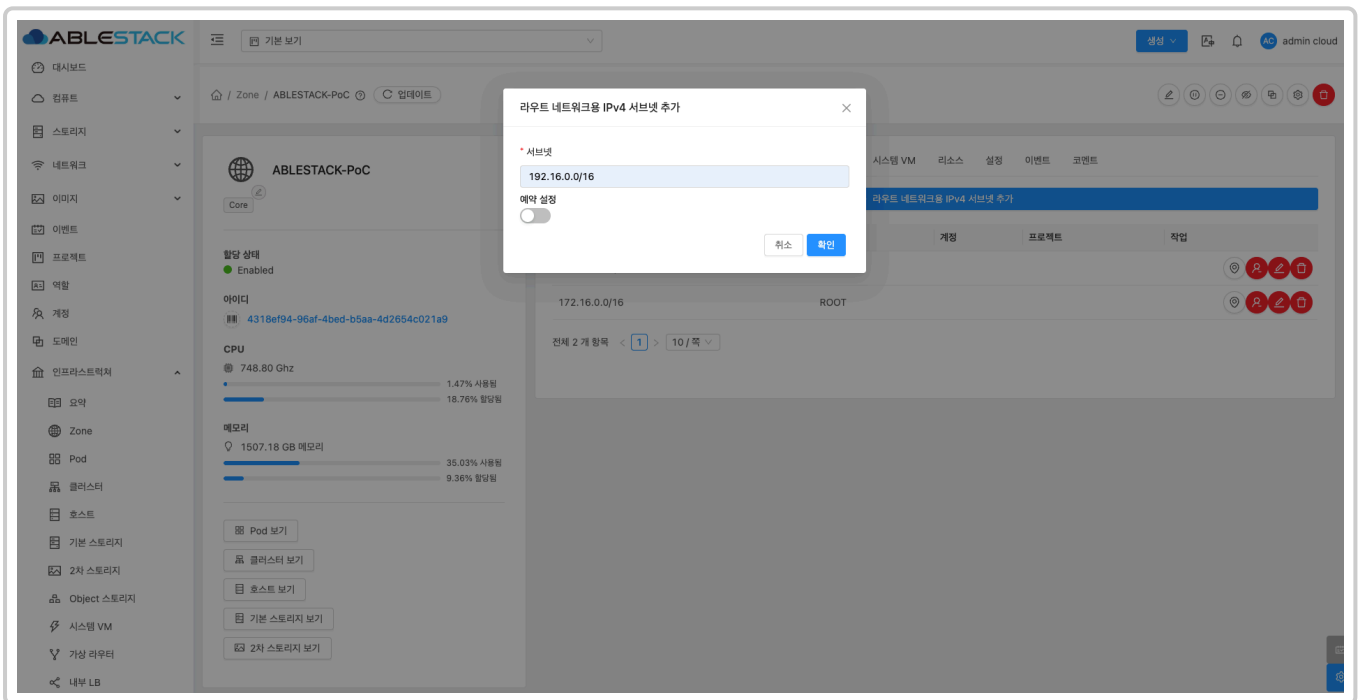 ABLESTACK
기본 보기
생성
AC
admin cloud
대시보드
컴퓨트
스토리지
네트워크
이미지
이벤트
프로젝트
역할
계정
도메인
인프라스트럭쳐
요약
Zone
Pod
클러스터
호스트
기본 스토리지
2차 스토리지
Object 스토리지
시스템 VM
가상 라우터
내부 LB
/ Zone / ABLESTACK-PoC
업데이트
ABLESTACK-PoC
Core
할당 상태
Enabled
아이디
4318ef94-96af-4bed-b5aa-4d2654c021a9
CPU
748.80 Ghz
1.47% 사용됨
18.76% 할당됨
메모리
1507.18 GB 메모리
35.03% 사용됨
9.36% 할당됨
Pod 보기
클러스터 보기
호스트 보기
기본 스토리지 보기
2차 스토리지 보기
라우트 네트워크용 IPv4 서브넷 추가
* 서브넷
192.16.0.0/16
예약 설정
취소
확인
시스템 VM
리소스
설정
이벤트
코멘트
라우트 네트워크용 IPv4 서브넷 추가
계정
프로젝트
작업
172.16.0.0/16
ROOT
전체 2 개 항목 < 1 > 10 / 쪽